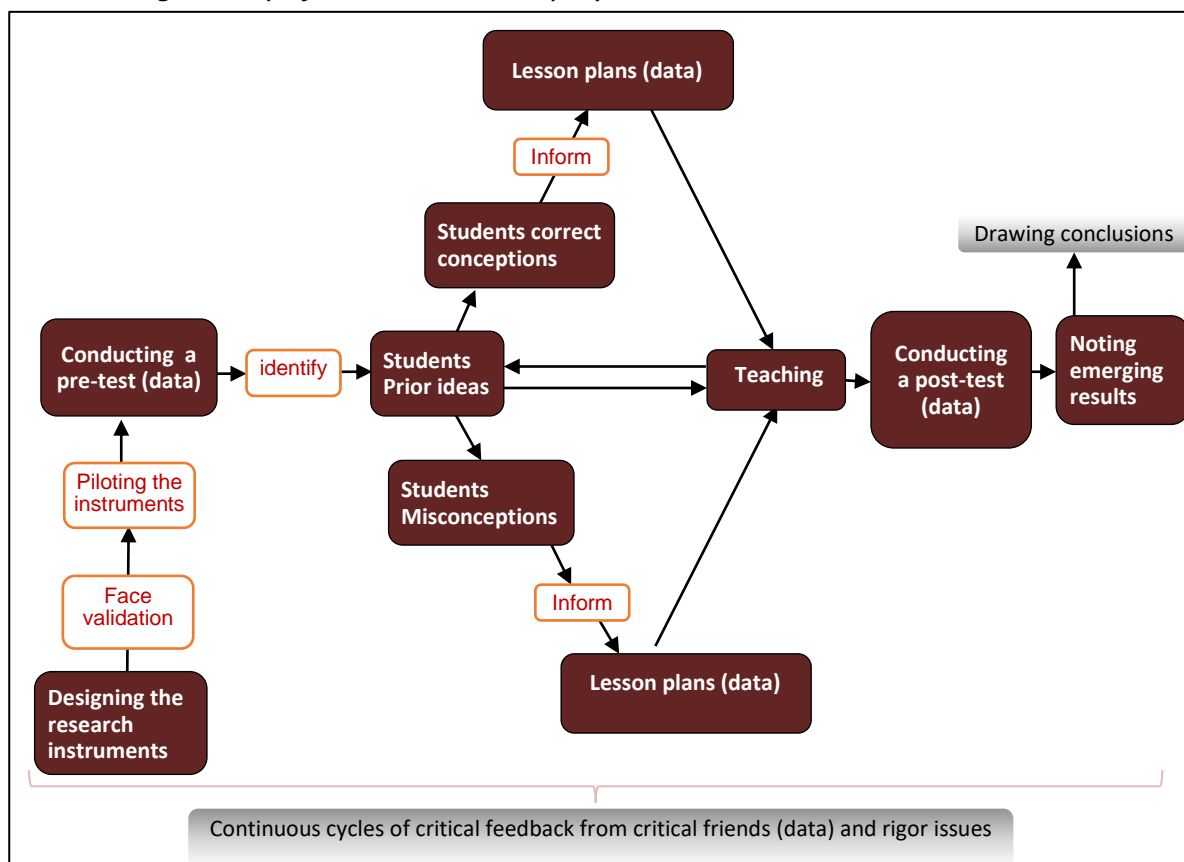 Lesson plans (data)
Inform
Students correct
conceptions
Drawing conclusions
Conducting a
pre-test (data)
identify
Students
Prior ideas
Teaching
Conducting
a post-test
(data)
Noting
emerging
results
Piloting the
instruments
Students
Misconceptions
Face
validation
Inform
Designing the
research
instruments
Lesson plans (data)
Continuous cycles of critical feedback from critical friends (data) and rigor issues